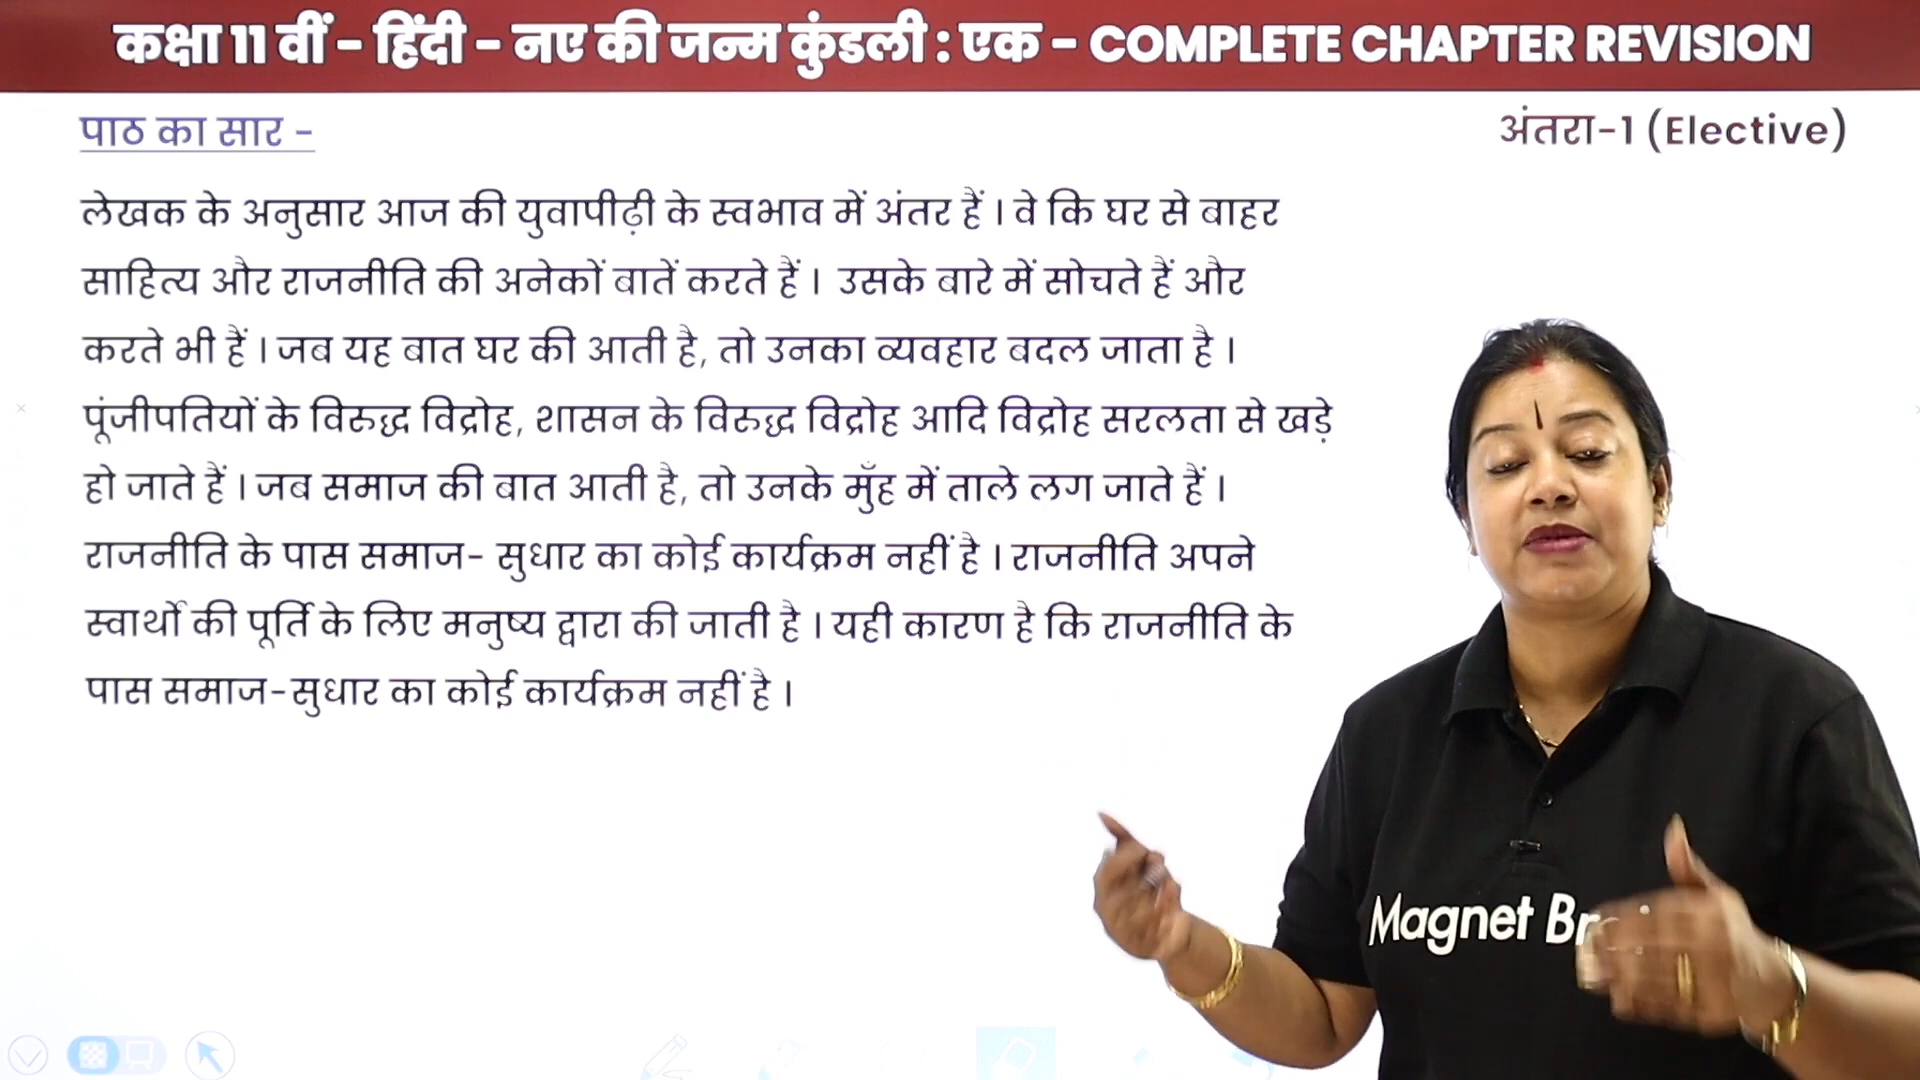 कक्षा 11 वीं - हिंदी - नए की जन्म कुंडली : एक - COMPLETE CHAPTER REVISION
पाठ का सार -
अंतरा-1 (Elective)
लेखक के अनुसार आज की युवापीढ़ी के स्वभाव में अंतर हैं । वे कि घर से बाहर
साहित्य और राजनीति की अनेकों बातें करते हैं । उसके बारे में सोचते हैं और
करते भी हैं । जब यह बात घर की आती है, तो उनका व्यवहार बदल जाता है ।
पूंजीपतियों के विरुद्ध विद्रोह, शासन के विरुद्ध विद्रोह आदि विद्रोह सरलता से खड़े
हो जाते हैं । जब समाज की बात आती है, तो उनके मुँह में ताले लग जाते हैं ।
राजनीति के पास समाज- सुधार का कोई कार्यक्रम नहीं है । राजनीति अपने
स्वार्थो की पूर्ति के लिए मनुष्य द्वारा की जाती है । यही कारण है कि राजनीति के
पास समाज-सुधार का कोई कार्यक्रम नहीं है ।
Magnet